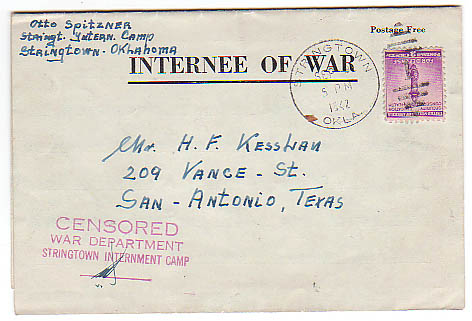 Otto Spitzner
Stringt. Intern. Camp
Stringtown - Oklahoma
Postage Free
INTERNEE OF WAR
STRINGTOWN
5 PM
1942
OKLA.
Mr. H. F. Kesslau
209 Vance - St.
San - Antonio, Texas
CENSORED
WAR DEPARTMENT
STRINGTOWN INTERNMENT CAMP